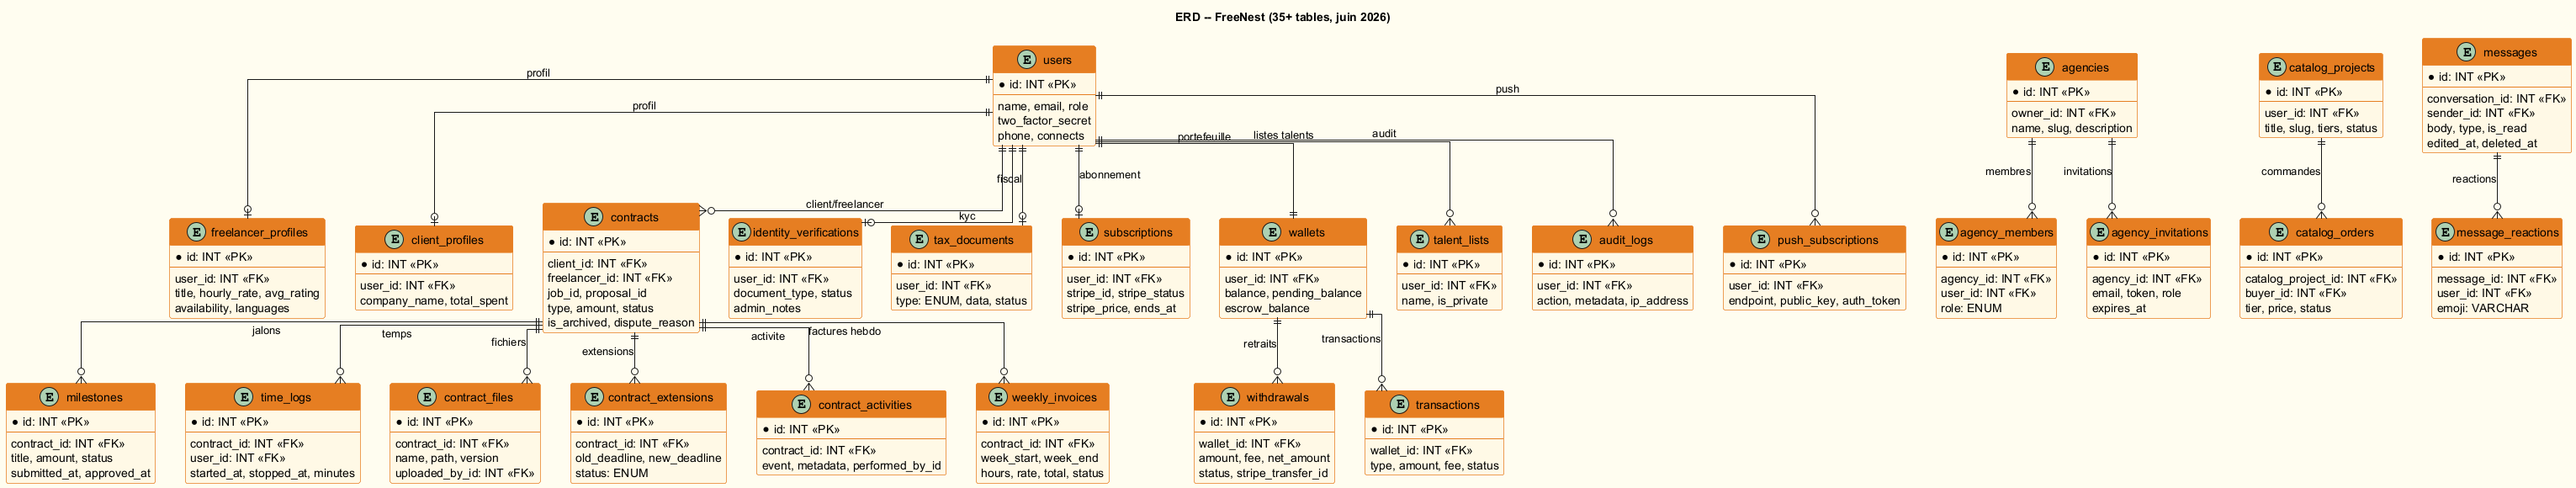 ERD -- FreeNest (35+ tables, juin 2026)
E users
• id: INT «PK»
name, email, role
two_factor_secret
phone, connects
E agencies
• id: INT «PK»
owner_id: INT «FK»
name, slug, description
E catalog_projects
• id: INT «PK»
user_id: INT «FK»
title, slug, tiers, status
E messages
• id: INT «PK»
conversation_id: INT «FK»
sender_id: INT «FK»
body, type, is_read
edited_at, deleted_at
profil
profil
push
portefeuille
listes talents
audit
fiscal
abonnement
client/freelancer
kyc
membres
invitations
commandes
reactions
E freelancer_profiles
• id: INT «PK»
user_id: INT «FK»
title, hourly_rate, avg_rating
availability, languages
E client_profiles
• id: INT «PK»
user_id: INT «FK»
company_name, total_spent
E contracts
• id: INT «PK»
client_id: INT «FK»
freelancer_id: INT «FK»
job_id, proposal_id
type, amount, status
is_archived, dispute_reason
E identity_verifications
• id: INT «PK»
user_id: INT «FK»
document_type, status
admin_notes
E tax_documents
• id: INT «PK»
user_id: INT «FK»
type: ENUM, data, status
E subscriptions
• id: INT «PK»
user_id: INT «FK»
stripe_id, stripe_status
stripe_price, ends_at
E wallets
• id: INT «PK»
user_id: INT «FK»
balance, pending_balance
escrow_balance
E talent_lists
• id: INT «PK»
user_id: INT «FK»
name, is_private
E audit_logs
• id: INT «PK»
user_id: INT «FK»
action, metadata, ip_address
E push_subscriptions
• id: INT «PK»
user_id: INT «FK»
endpoint, public_key, auth_token
E agency_members
• id: INT «PK»
agency_id: INT «FK»
user_id: INT «FK»
role: ENUM
E agency_invitations
• id: INT «PK»
agency_id: INT «FK»
email, token, role
expires_at
E catalog_orders
• id: INT «PK»
catalog_project_id: INT «FK»
buyer_id: INT «FK»
tier, price, status
E message_reactions
• id: INT «PK»
message_id: INT «FK»
user_id: INT «FK»
emoji: VARCHAR
jalons
temps
fichiers
extensions
activite
factures hebdo
retraits
transactions
E milestones
• id: INT «PK»
contract_id: INT «FK»
title, amount, status
submitted_at, approved_at
E time_logs
• id: INT «PK»
contract_id: INT «FK»
user_id: INT «FK»
started_at, stopped_at, minutes
E contract_files
• id: INT «PK»
contract_id: INT «FK»
name, path, version
uploaded_by_id: INT «FK»
E contract_extensions
• id: INT «PK»
contract_id: INT «FK»
old_deadline, new_deadline
status: ENUM
E contract_activities
• id: INT «PK»
contract_id: INT «FK»
event, metadata, performed_by_id
E weekly_invoices
• id: INT «PK»
contract_id: INT «FK»
week_start, week_end
hours, rate, total, status
E withdrawals
• id: INT «PK»
wallet_id: INT «FK»
amount, fee, net_amount
status, stripe_transfer_id
E transactions
• id: INT «PK»
wallet_id: INT «FK»
type, amount, fee, status